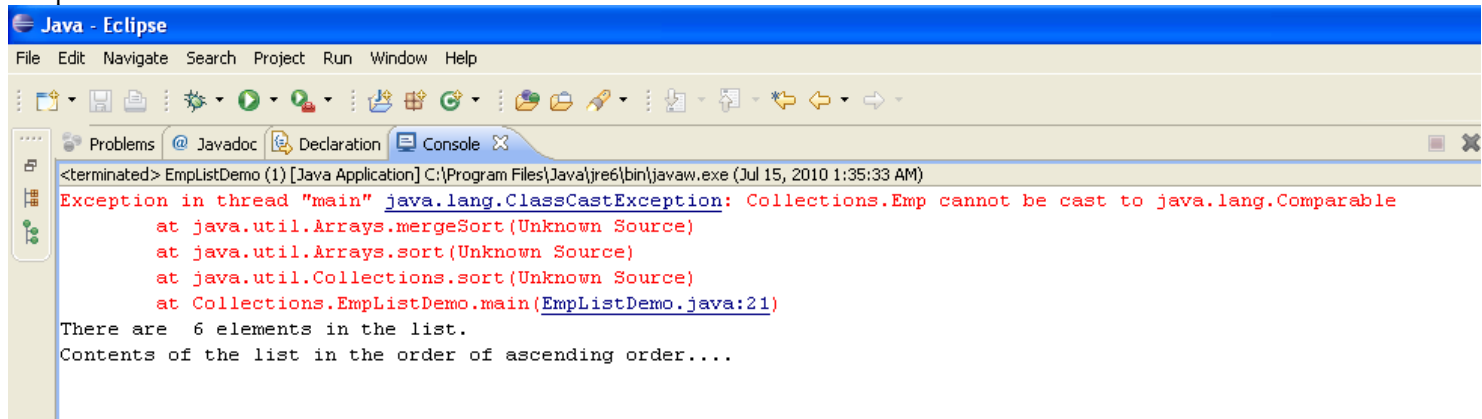 Java - Eclipse
File Edit Navigate Search Project Run Window Help
Problems @ Javadoc Declaration Console
<terminated> EmpListDemo (1) [Java Application] C:\Program Files\Java\jre6\bin\javaw.exe (Jul 15, 2010 1:35:33 AM)
Exception in thread "main" java.lang.ClassCastException: Collections.Emp cannot be cast to java.lang.Comparable
at java.util.Arrays.mergeSort(Unknown Source)
at java.util.Arrays.sort(Unknown Source)
at java.util.Collections.sort(Unknown Source)
at Collections.EmpListDemo.main(EmpListDemo.java:21)
There are  6 elements in the list.
Contents of the list in the order of ascending order....